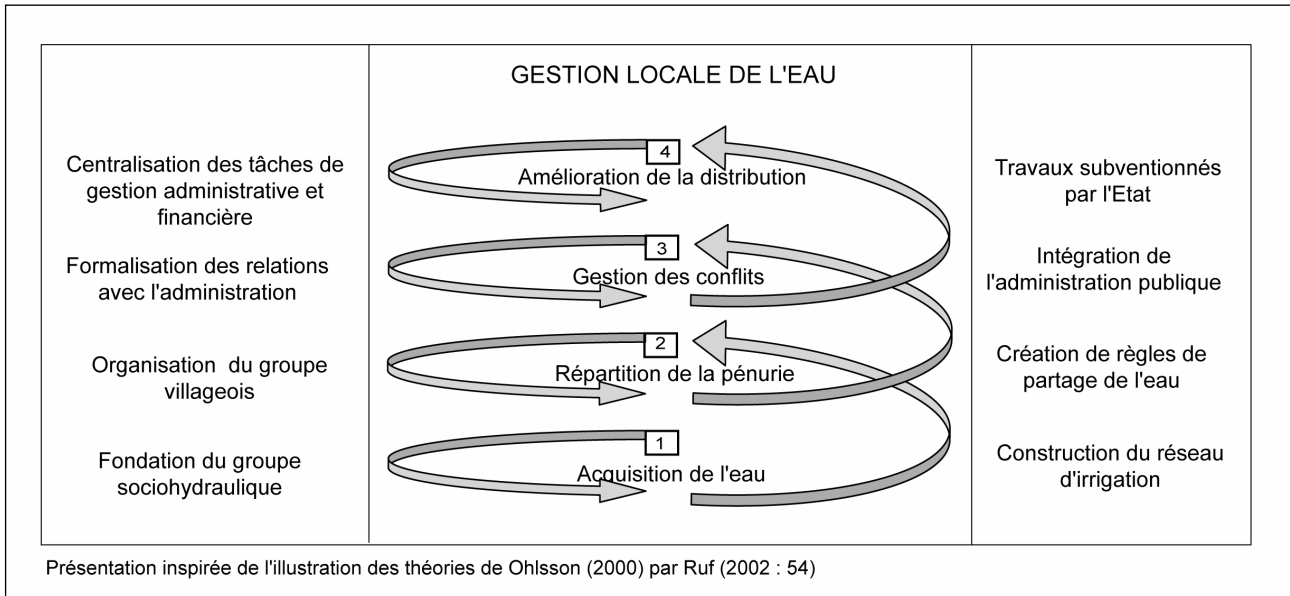 GESTION LOCALE DE L'EAU
Centralisation des tâches de
gestion administrative et
financière
4
Amélioration de la distribution
Travaux subventionnés
par l'Etat
Formalisation des relations
avec l'administration
3
Gestion des conflits
Intégration de
l'administration publique
Organisation du groupe
villageois
2
Répartition de la pénurie
Création de règles de
partage de l'eau
Fondation du groupe
sociohydraulique
1
Acquisition de l'eau
Construction du réseau
d'irrigation
Présentation inspirée de l'illustration des théories de Ohlsson (2000) par Ruf (2002 : 54)